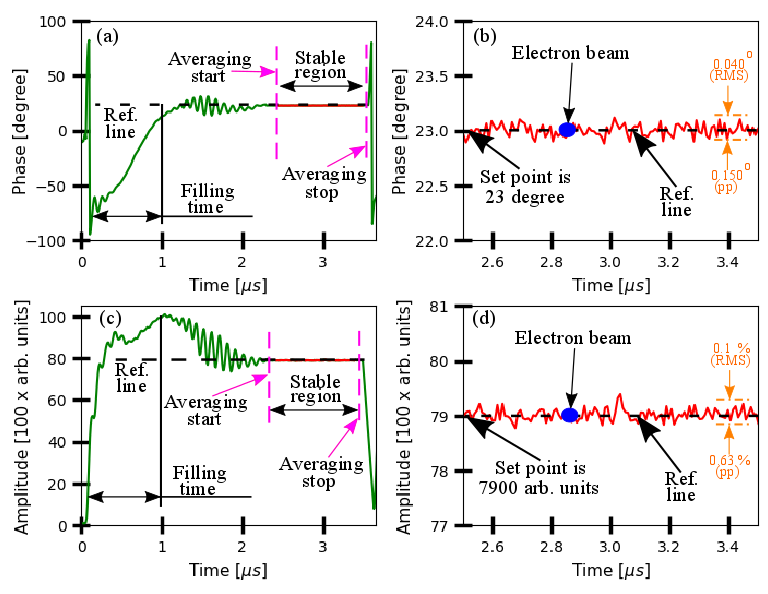 100
(a)
Averaging
start
Stable
region
50
Ref.
line
0
Averaging
stop
−50
Filling
time
−100
0
1
2
3
Time [μs]
Phase [degree]
24.0
(b)
Electron beam
0.040°
(RMS)
23.5
23.0
Set point is
23 degree
0.150°
(pp)
Ref.
line
22.5
22.0
2.6
2.8
3.0
3.2
3.4
Time [μs]
Phase [degree]
(c)
100
80
Ref.
line
Stable
region
60
Averaging
start
40
Averaging
stop
Filling
time
20
0
0
1
2
3
Time [μs]
Amplitude [100 x arb. units]
81
(d)
Electron beam
0.1 %
(RMS)
80
79
Set point is
7900 arb. units
0.63%
(pp)
Ref.
line
78
77
2.6
2.8
3.0
3.2
3.4
Time [μs]
Amplitude [100 x arb. units]